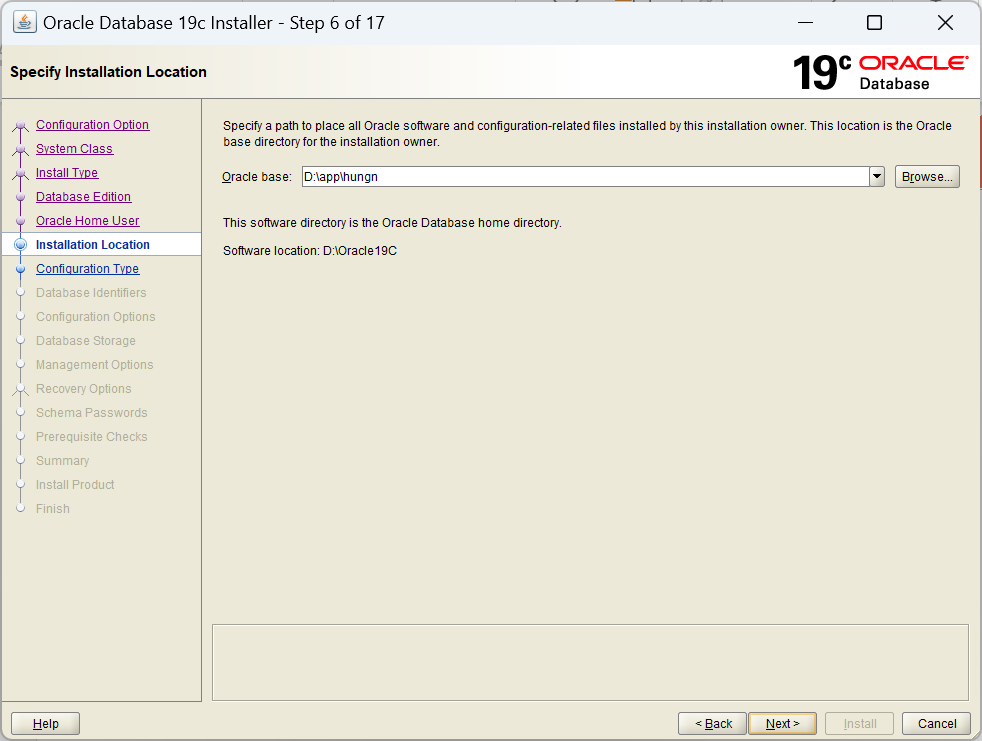 Oracle Database 19c Installer - Step 6 of 17
Specify Installation Location
19c ORACLE
Database
Configuration Option
System Class
Install Type
Database Edition
Oracle Home User
Installation Location
Configuration Type
Database Identifiers
Configuration Options
Database Storage
Management Options
Recovery Options
Schema Passwords
Prerequisite Checks
Summary
Install Product
Finish
Specify a path to place all Oracle software and configuration-related files installed by this installation owner. This location is the Oracle
base directory for the installation owner.
Oracle base: D:\app\hungn Browse...
This software directory is the Oracle Database home directory.
Software location: D:\Oracle19C
Help < Back Next > Install Cancel